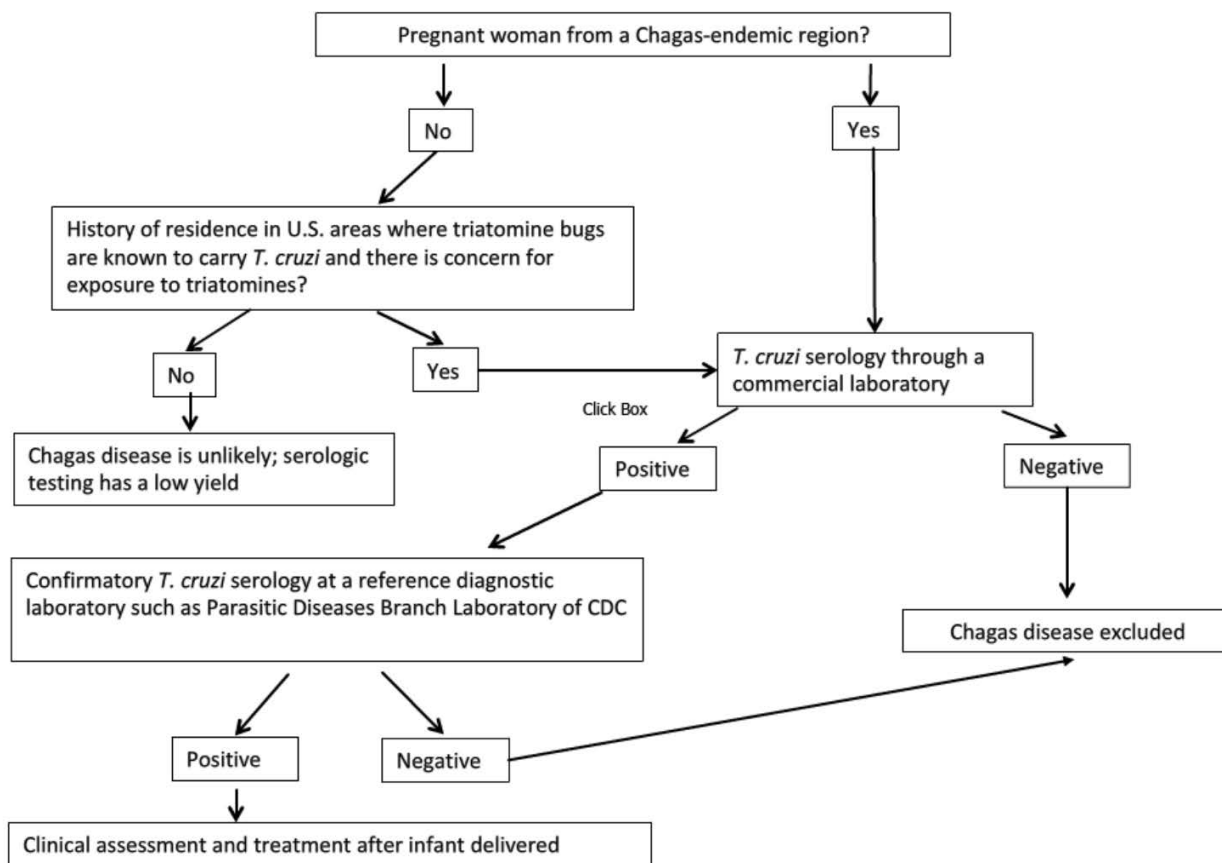 Pregnant woman from a Chagas-endemic region?
No
Yes
History of residence in U.S. areas where triatomine bugs
are known to carry T. cruzi and there is concern for
exposure to triatomines?
No
Yes
T. cruzi serology through a
commercial laboratory
Click Box
Chagas disease is unlikely; serologic
testing has a low yield
Positive
Negative
Confirmatory T. cruzi serology at a reference diagnostic
laboratory such as Parasitic Diseases Branch Laboratory of CDC
Chagas disease excluded
Positive
Negative
Clinical assessment and treatment after infant delivered